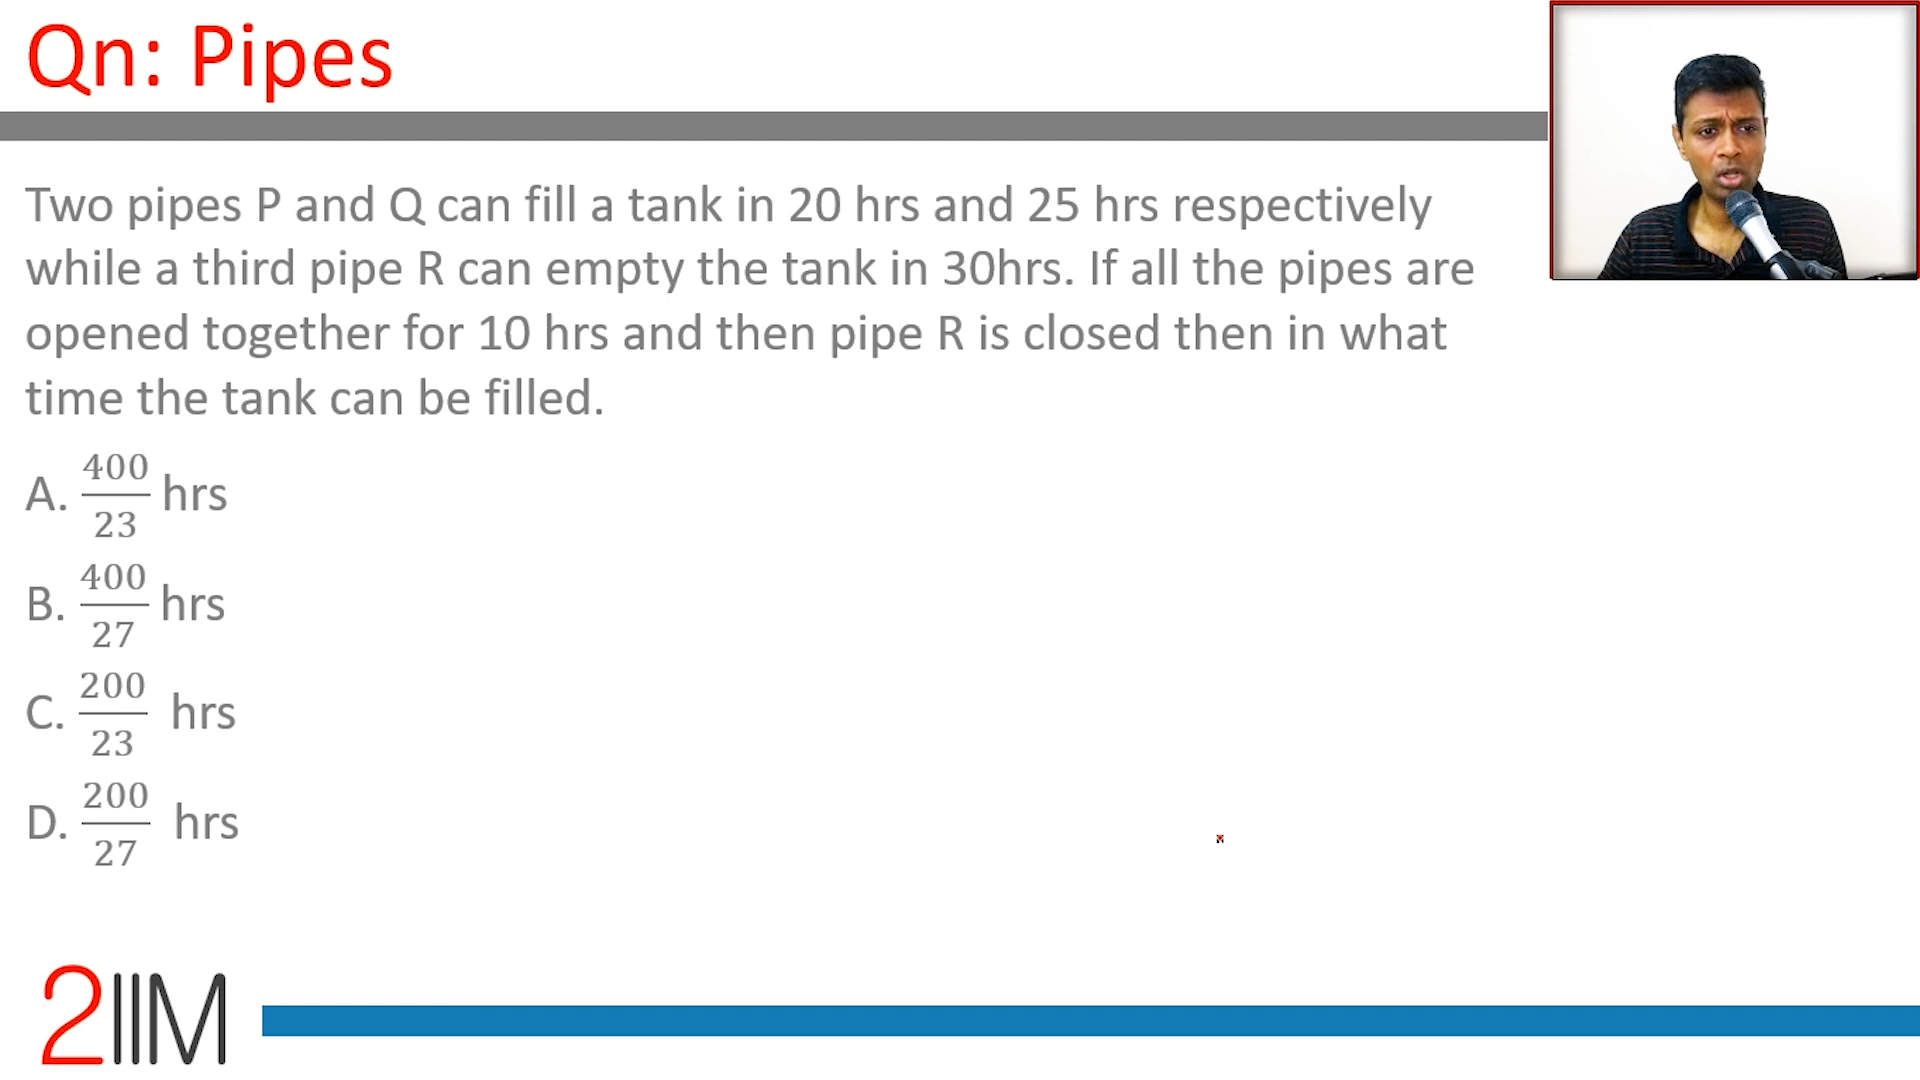 Qn: Pipes
Two pipes P and Q can fill a tank in 20 hrs and 25 hrs respectively
while a third pipe R can empty the tank in 30hrs. If all the pipes are
opened together for 10 hrs and then pipe R is closed then in what
time the tank can be filled.
A. 400/23 hrs
B. 400/27 hrs
C. 200/23 hrs
D. 200/27 hrs
2IIM